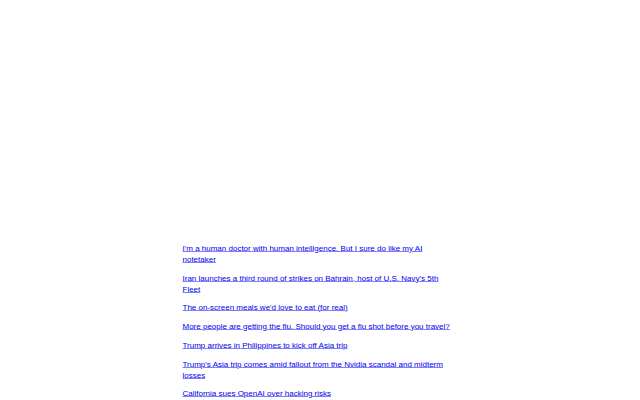 I'm a human doctor with human intelligence. But I sure do like my AI
notetaker
Iran launches a third round of strikes on Bahrain, host of U.S. Navy's 5th
Fleet
The on-screen meals we'd love to eat (for real)
More people are getting the flu. Should you get a flu shot before you travel?
Trump arrives in Philippines to kick off Asia trip
Trump's Asia trip comes amid fallout from the Nvidia scandal and midterm
losses
California sues OpenAI over hacking risks